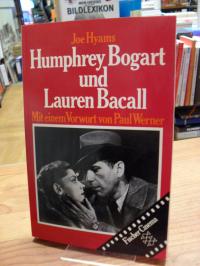 BILDLEXIKON
Joe Hyams
Humphrey Bogart
und
Lauren Bacall
Mit einem Vorwort von Paul Werner
Fischer Cinema